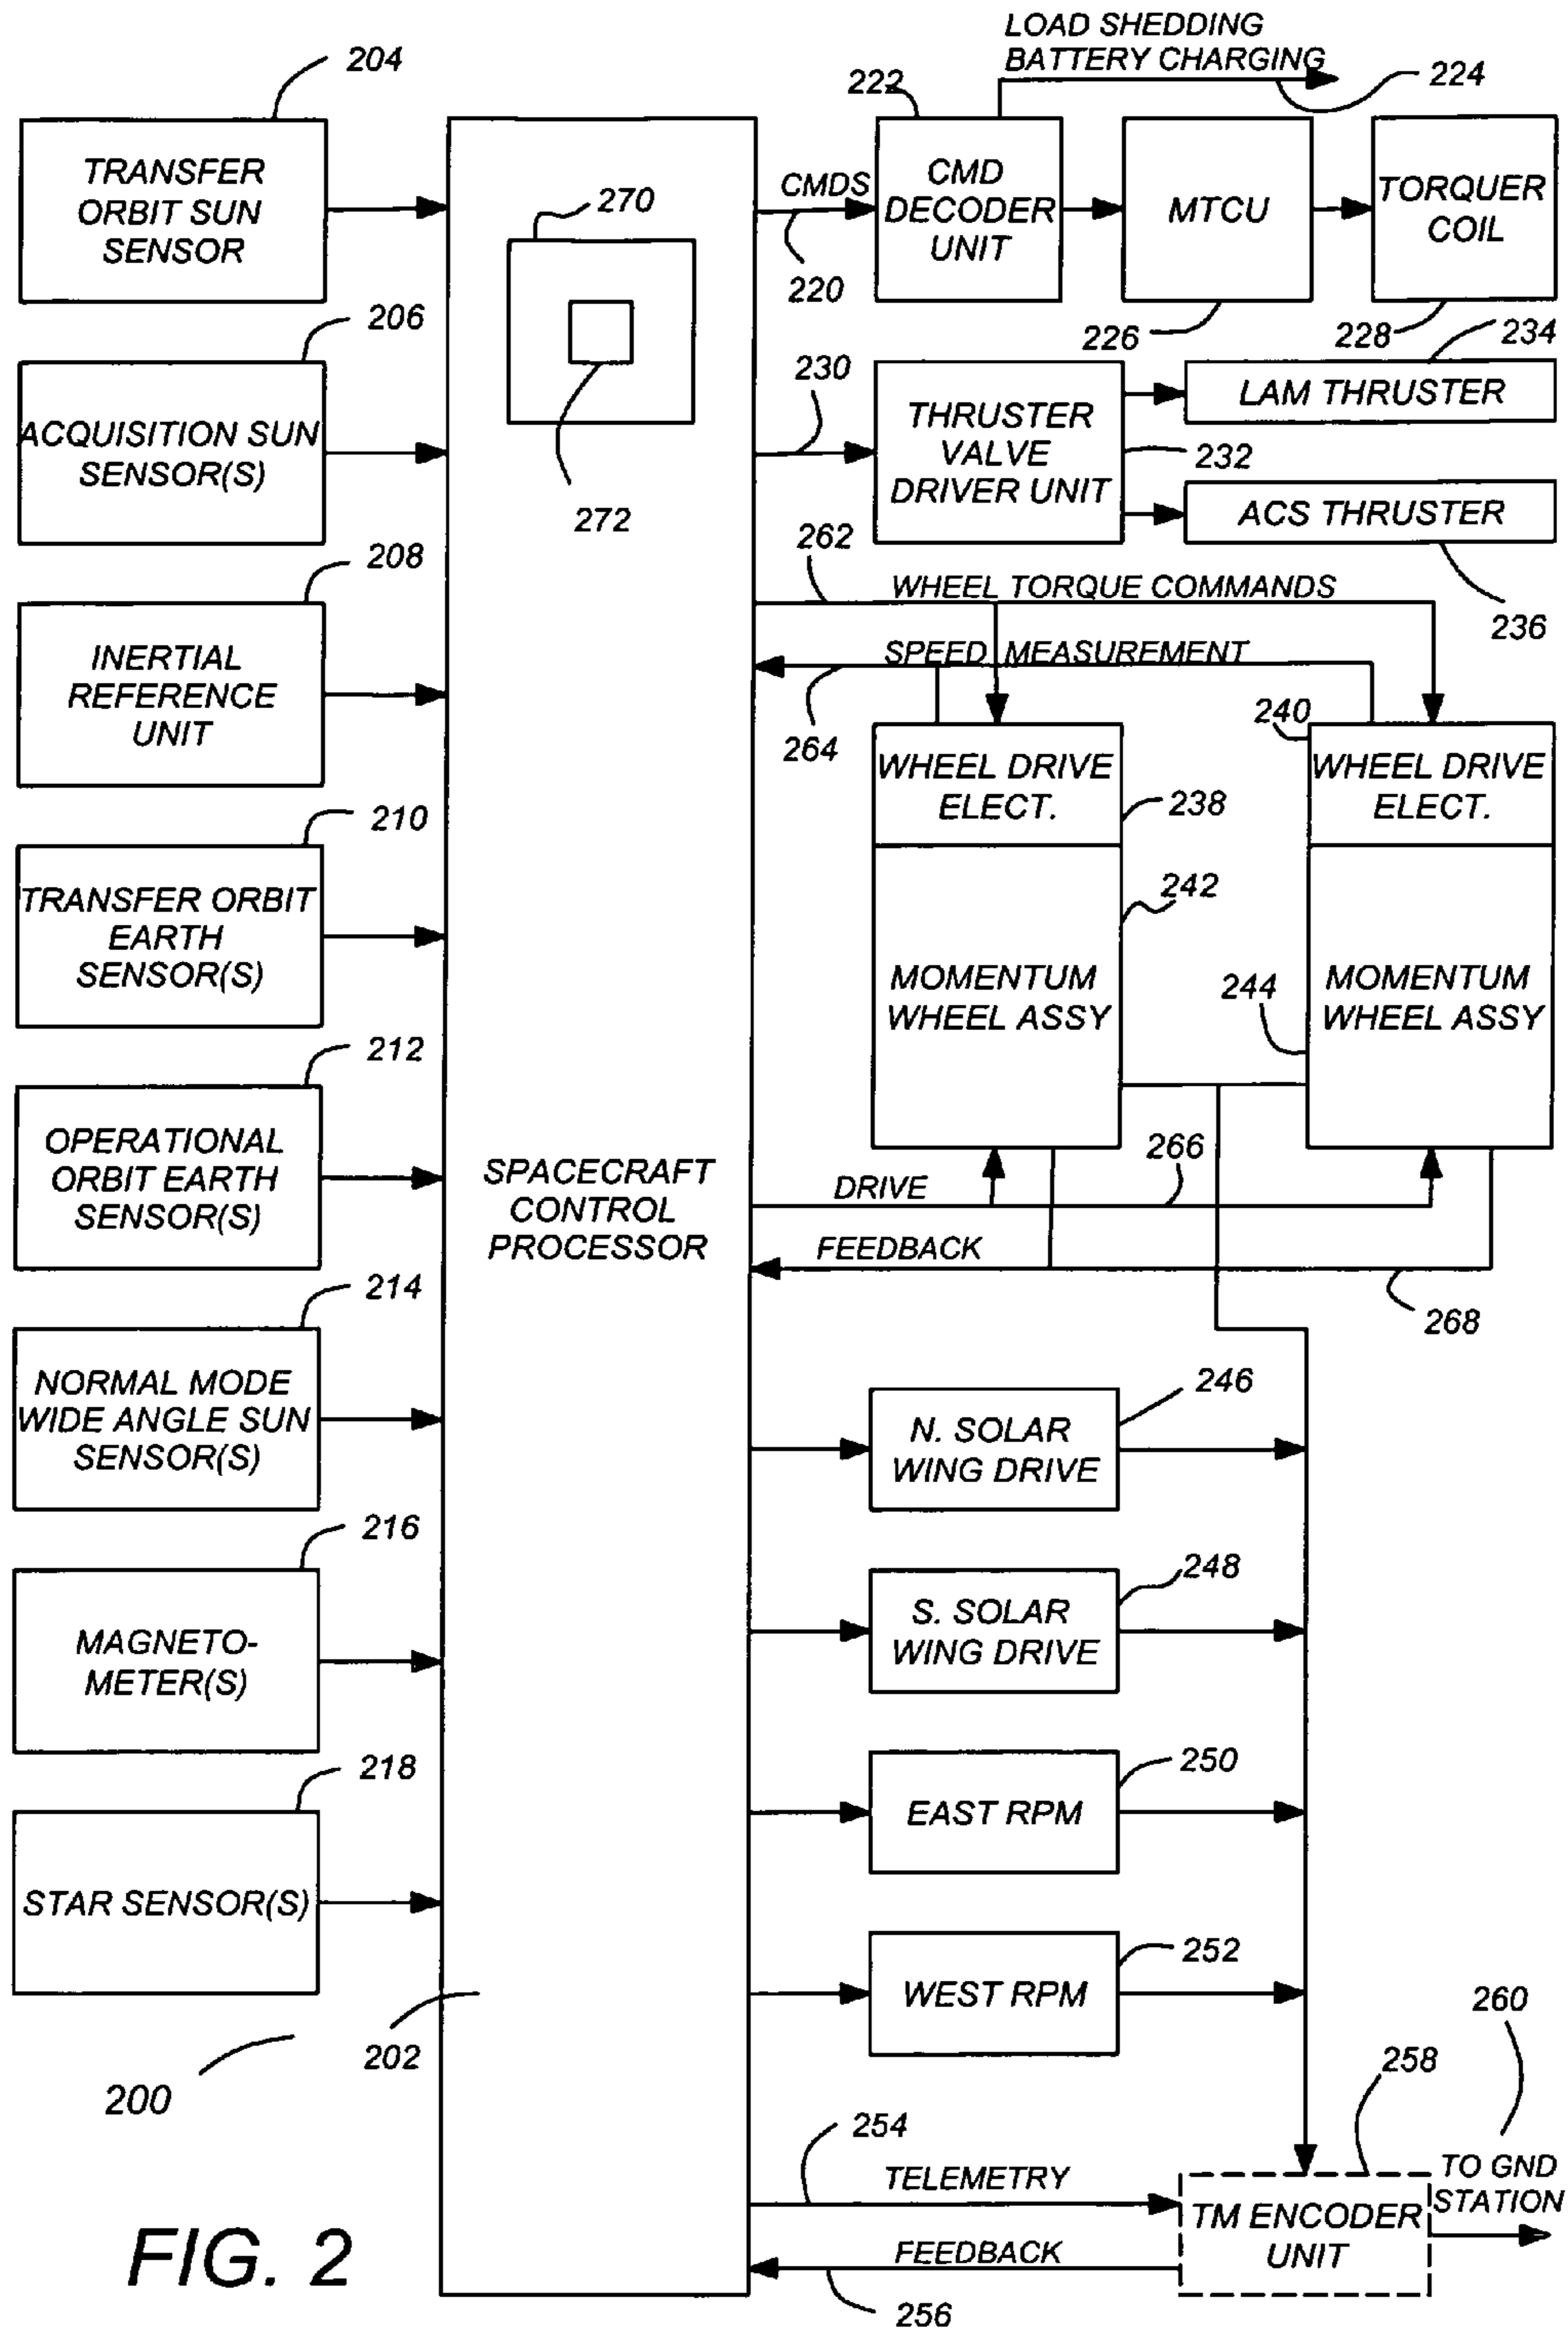 LOAD SHEDDING
BATTERY CHARGING
224
204
TRANSFER
ORBIT SUN
SENSOR
206
ACQUISITION SUN
SENSOR(S)
208
INERTIAL
REFERENCE
UNIT
210
TRANSFER ORBIT
EARTH
SENSOR(S)
212
OPERATIONAL
ORBIT EARTH
SENSOR(S)
214
NORMAL MODE
WIDE ANGLE SUN
SENSOR(S)
216
MAGNETO-
METER(S)
218
STAR SENSOR(S)
200
202
270
272
SPACECRAFT
CONTROL
PROCESSOR
CMDS
220
222
CMD
DECODER
UNIT
MTCU
226
TORQUER
COIL
228
230
THRUSTER
VALVE
DRIVER UNIT
232
234
LAM THRUSTER
ACS THRUSTER
236
262
WHEEL TORQUE COMMANDS
SPEED MEASUREMENT
264
WHEEL DRIVE
ELECT.
238
240
WHEEL DRIVE
ELECT.
242
MOMENTUM
WHEEL ASSY
244
MOMENTUM
WHEEL ASSY
DRIVE
266
FEEDBACK
268
246
N. SOLAR
WING DRIVE
248
S. SOLAR
WING DRIVE
250
EAST RPM
252
WEST RPM
254
TELEMETRY
FEEDBACK
256
258
TM ENCODER
UNIT
260
TO GND
STATION
FIG. 2